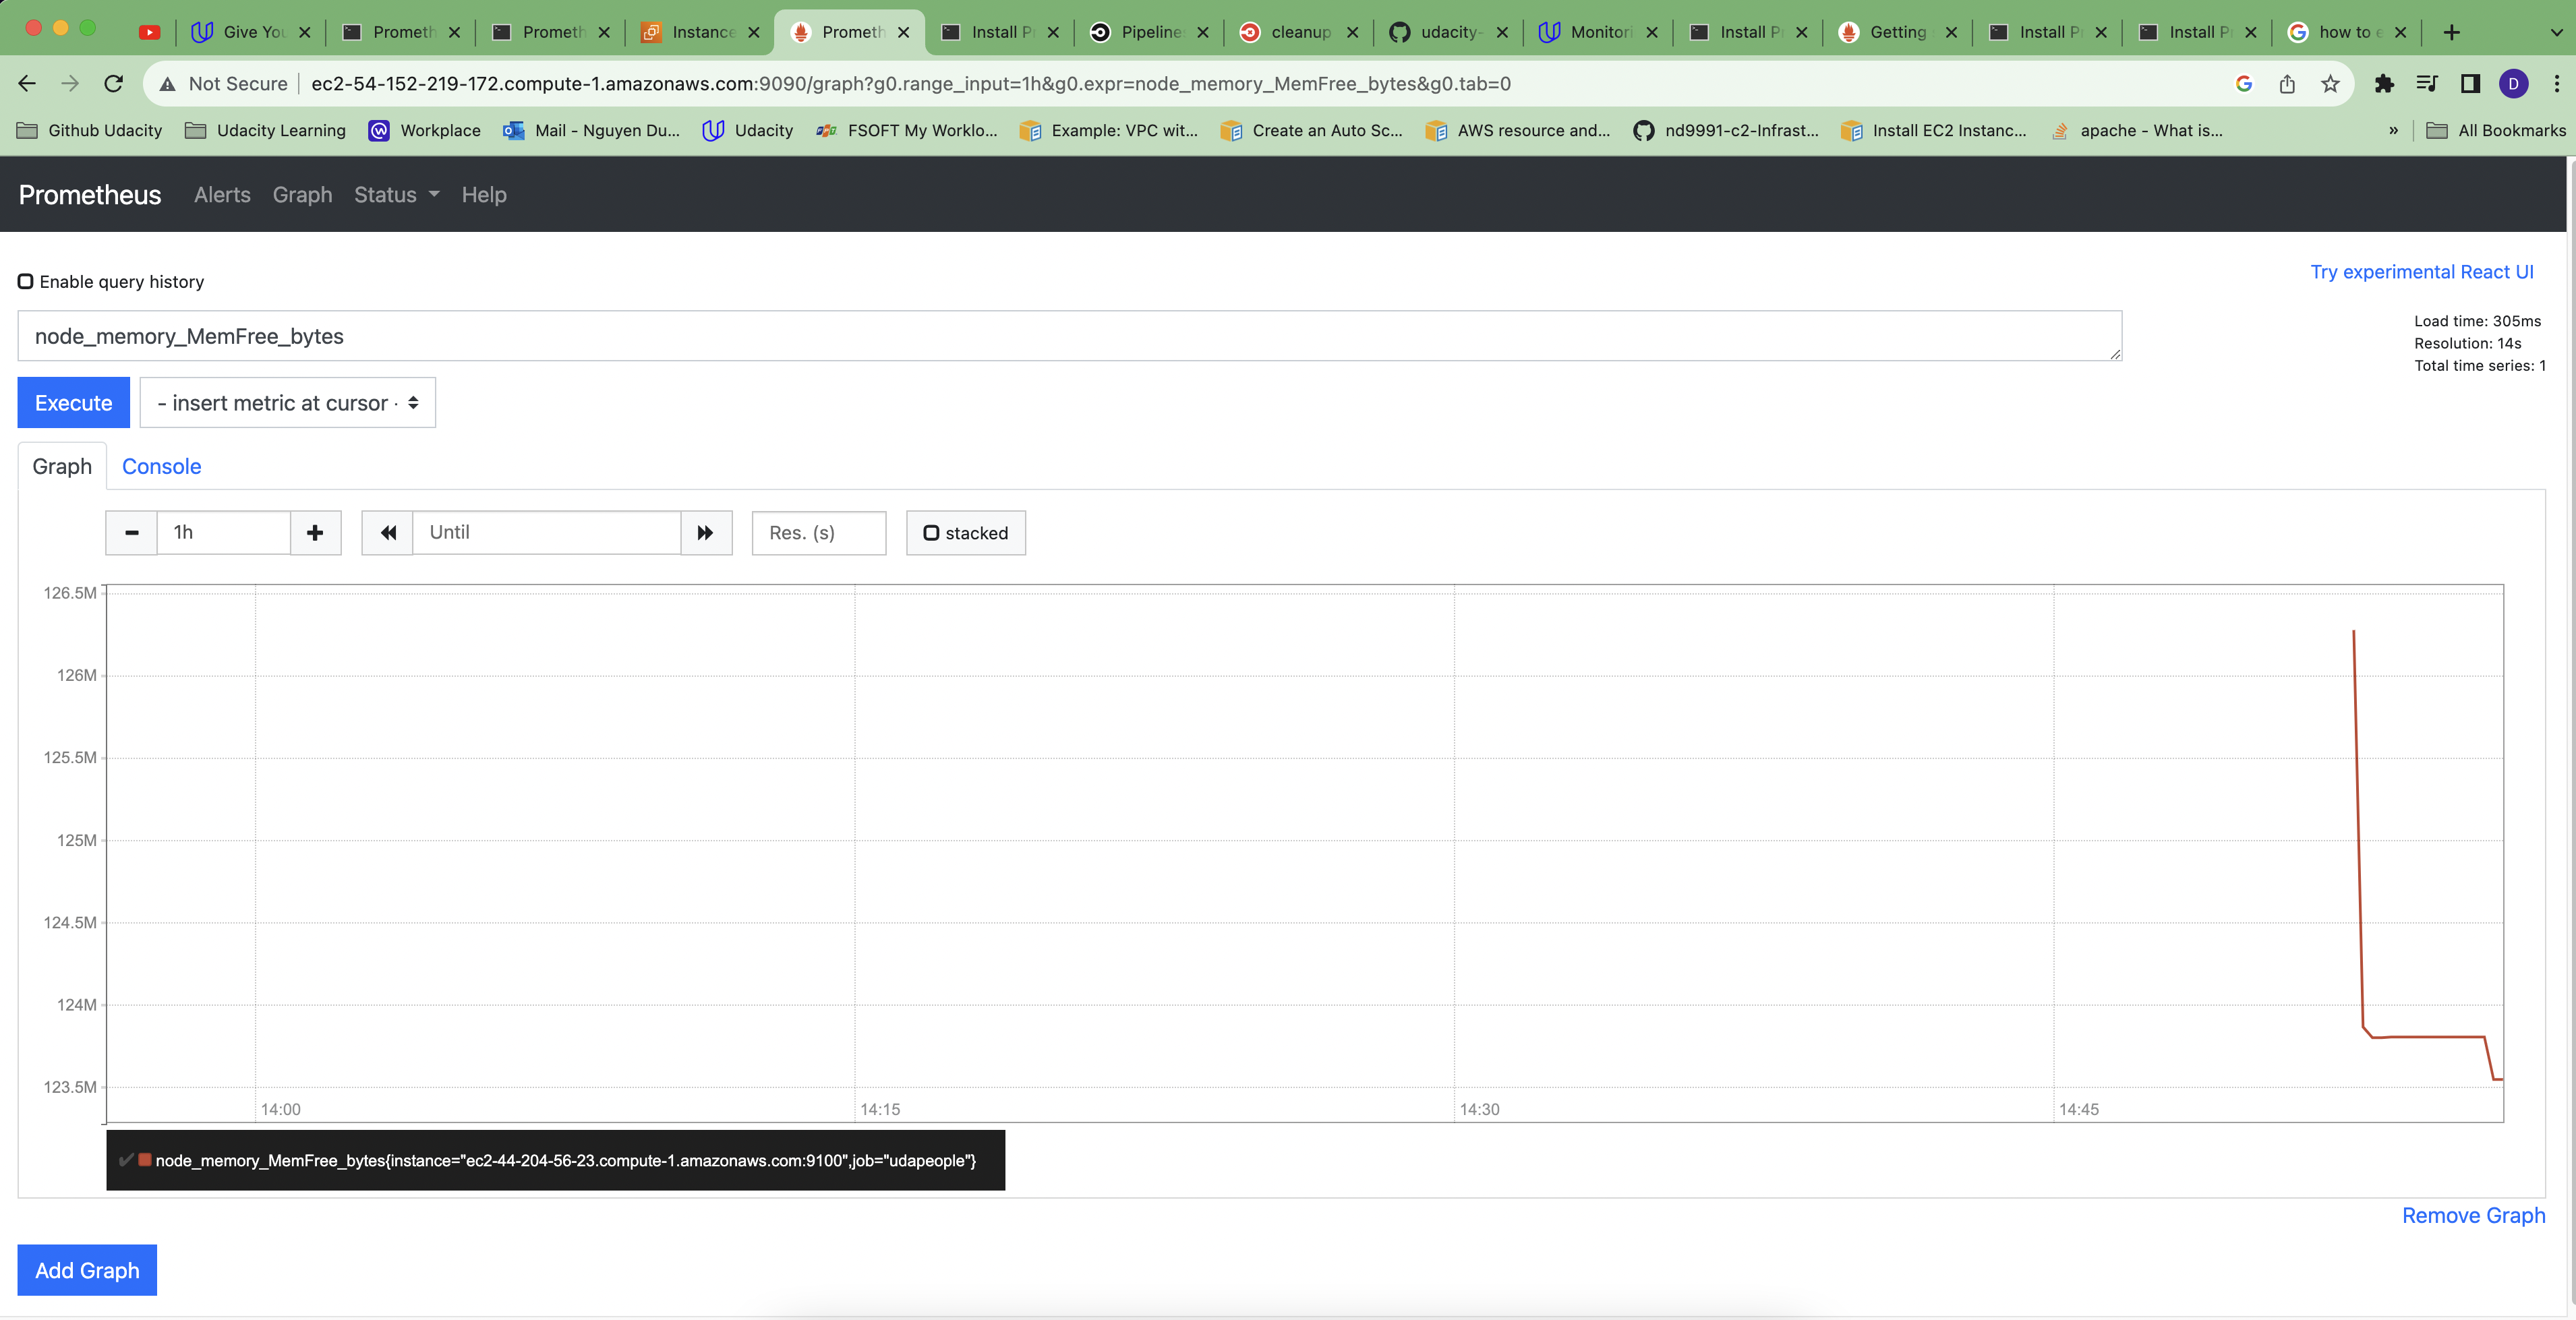 Give You
Prometh
Prometh
Instance
Prometh
Install P
Pipeline
cleanup
udacity-
Monitori
Install P
Getting
Install P
Install P
how to e
Not Secure
ec2-54-152-219-172.compute-1.amazonaws.com:9090/graph?g0.range_input=1h&g0.expr=node_memory_MemFree_bytes&g0.tab=0
D
Github Udacity
Udacity Learning
Workplace
Mail - Nguyen Du...
Udacity
FSOFT My Worklo...
Example: VPC wit...
Create an Auto Sc...
AWS resource and...
nd9991-c2-Infrast...
Install EC2 Instanc...
apache - What is...
»
All Bookmarks
Prometheus
Alerts
Graph
Status
Help
Enable query history
Try experimental React UI
node_memory_MemFree_bytes
Load time: 305ms
Resolution: 14s
Total time series: 1
Execute
- insert metric at cursor ·
Graph
Console
1h
Until
Res. (s)
stacked
126.5M
126M
125.5M
125M
124.5M
124M
123.5M
14:00
14:15
14:30
14:45
node_memory_MemFree_bytes{instance="ec2-44-204-56-23.compute-1.amazonaws.com:9100",job="udapeople"}
Remove Graph
Add Graph